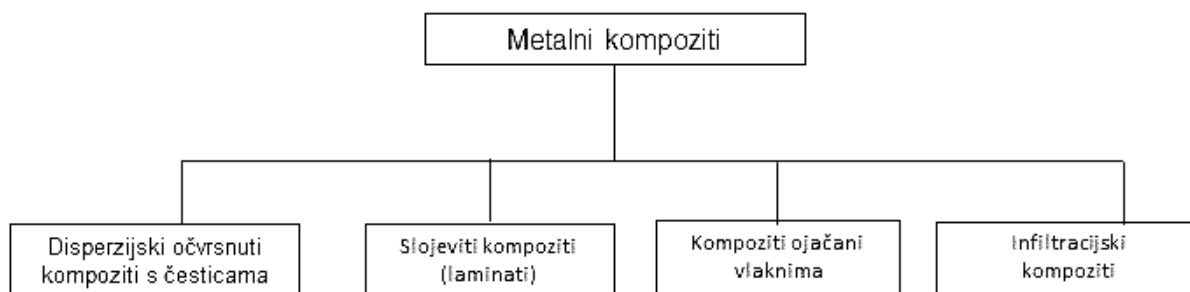 Metalni kompoziti
Disperzijski očvrsnuti
kompoziti s česticama
Slojeviti kompoziti
(laminati)
Kompoziti ojačani
vlaknima
Infiltracijski
kompoziti